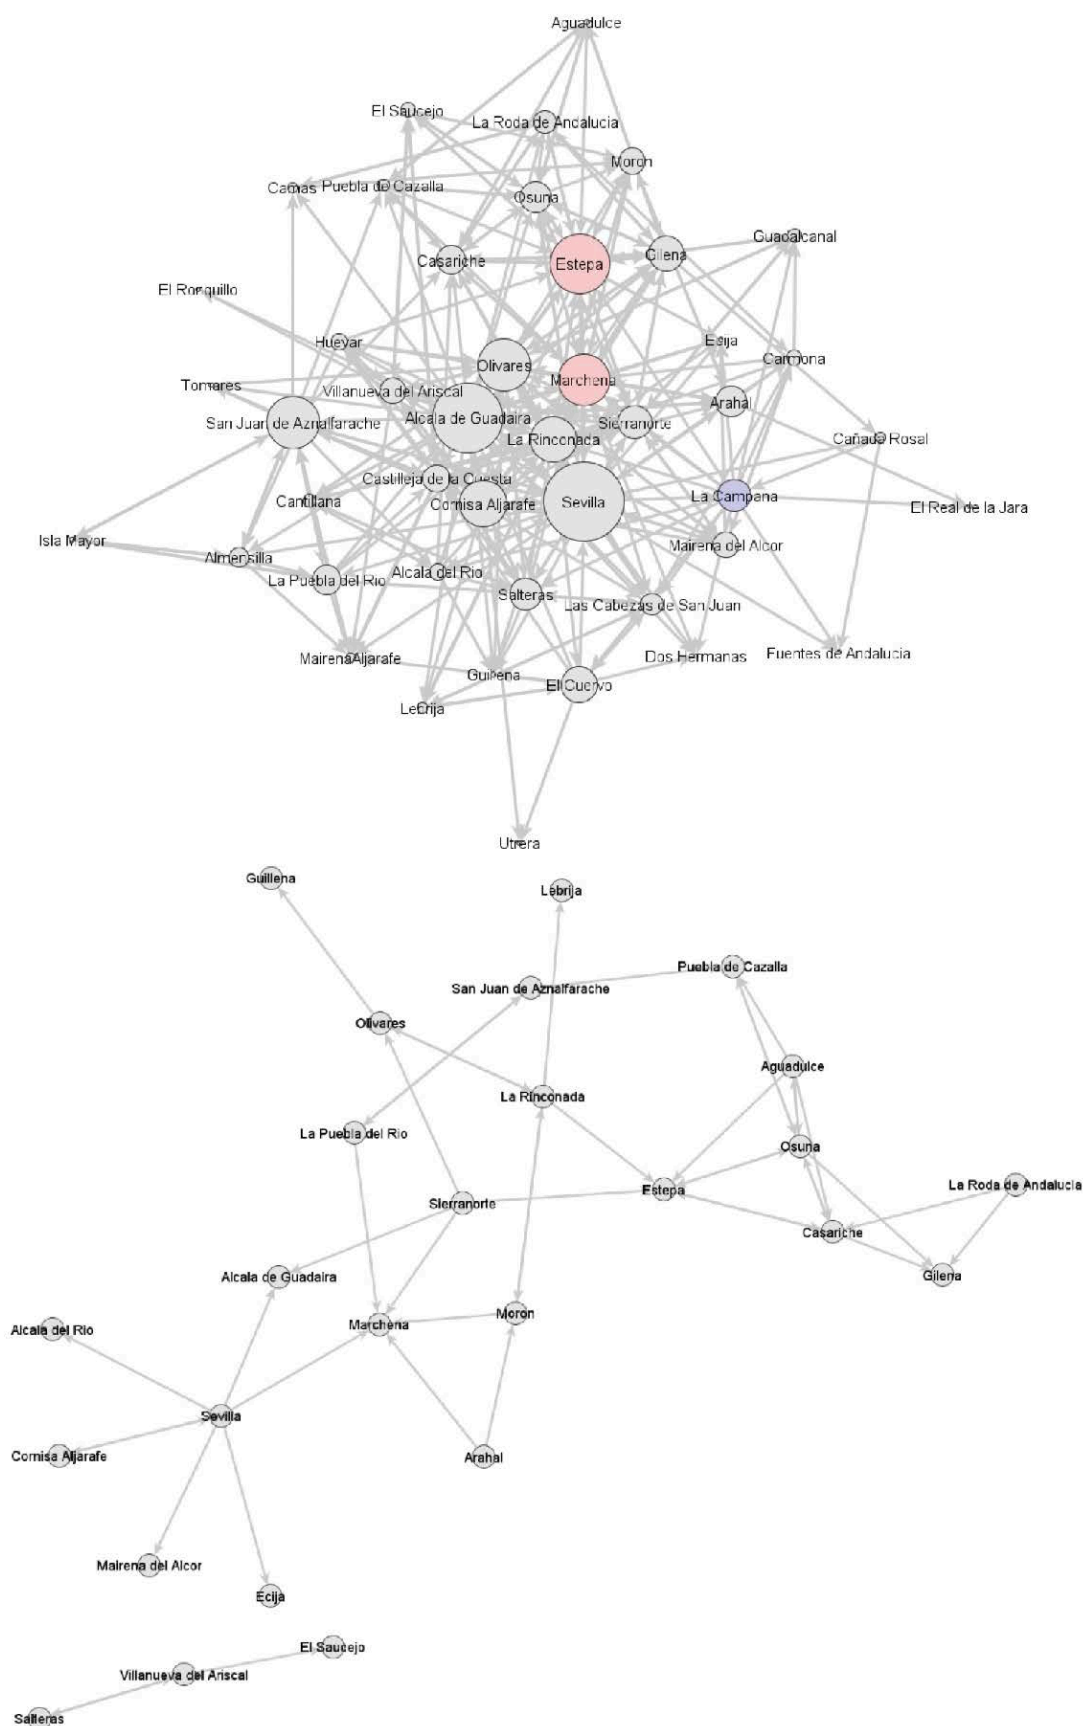 Aguadulce
El Saucejo
La Roda de Andalucia
Moron
Camas
Puebla de Cazalla
Osuna
Guadalcanal
Gilena
Casariche
Estepa
El Ronquillo
Huevar
Ecija
Carmona
Olivares
Marchena
Tomares
Villanueva del Ariscal
Arahal
San Juan de Aznalfarache
Alcala de Guadaira
La Rinconada
Sierranorte
Cañada Rosal
Castilleja de la Cuesta
Cantillana
Cornisa Aljarafe
Sevilla
La Campana
El Real de la Jara
Isla Mayor
Almensilla
Mairena del Alcor
La Puebla del Rio
Alcala del Rio
Salteras
Las Cabezas de San Juan
MairenaAljarafe
Dos Hermanas
Fuentes de Andalucia
Guillena
El Cuervo
Lebrija
Utrera
Guillena
Lebrija
Puebla de Cazalla
San Juan de Aznalfarache
Olivares
Aguadulce
La Rinconada
La Puebla del Rio
Osuna
Sierranorte
Estepa
La Roda de Andalucia
Casariche
Alcala de Guadaira
Gilena
Marchena
Moron
Alcala del Rio
Sevilla
Cornisa Aljarafe
Arahal
Mairena del Alcor
Ecija
El Saucejo
Villanueva del Ariscal
Salteras